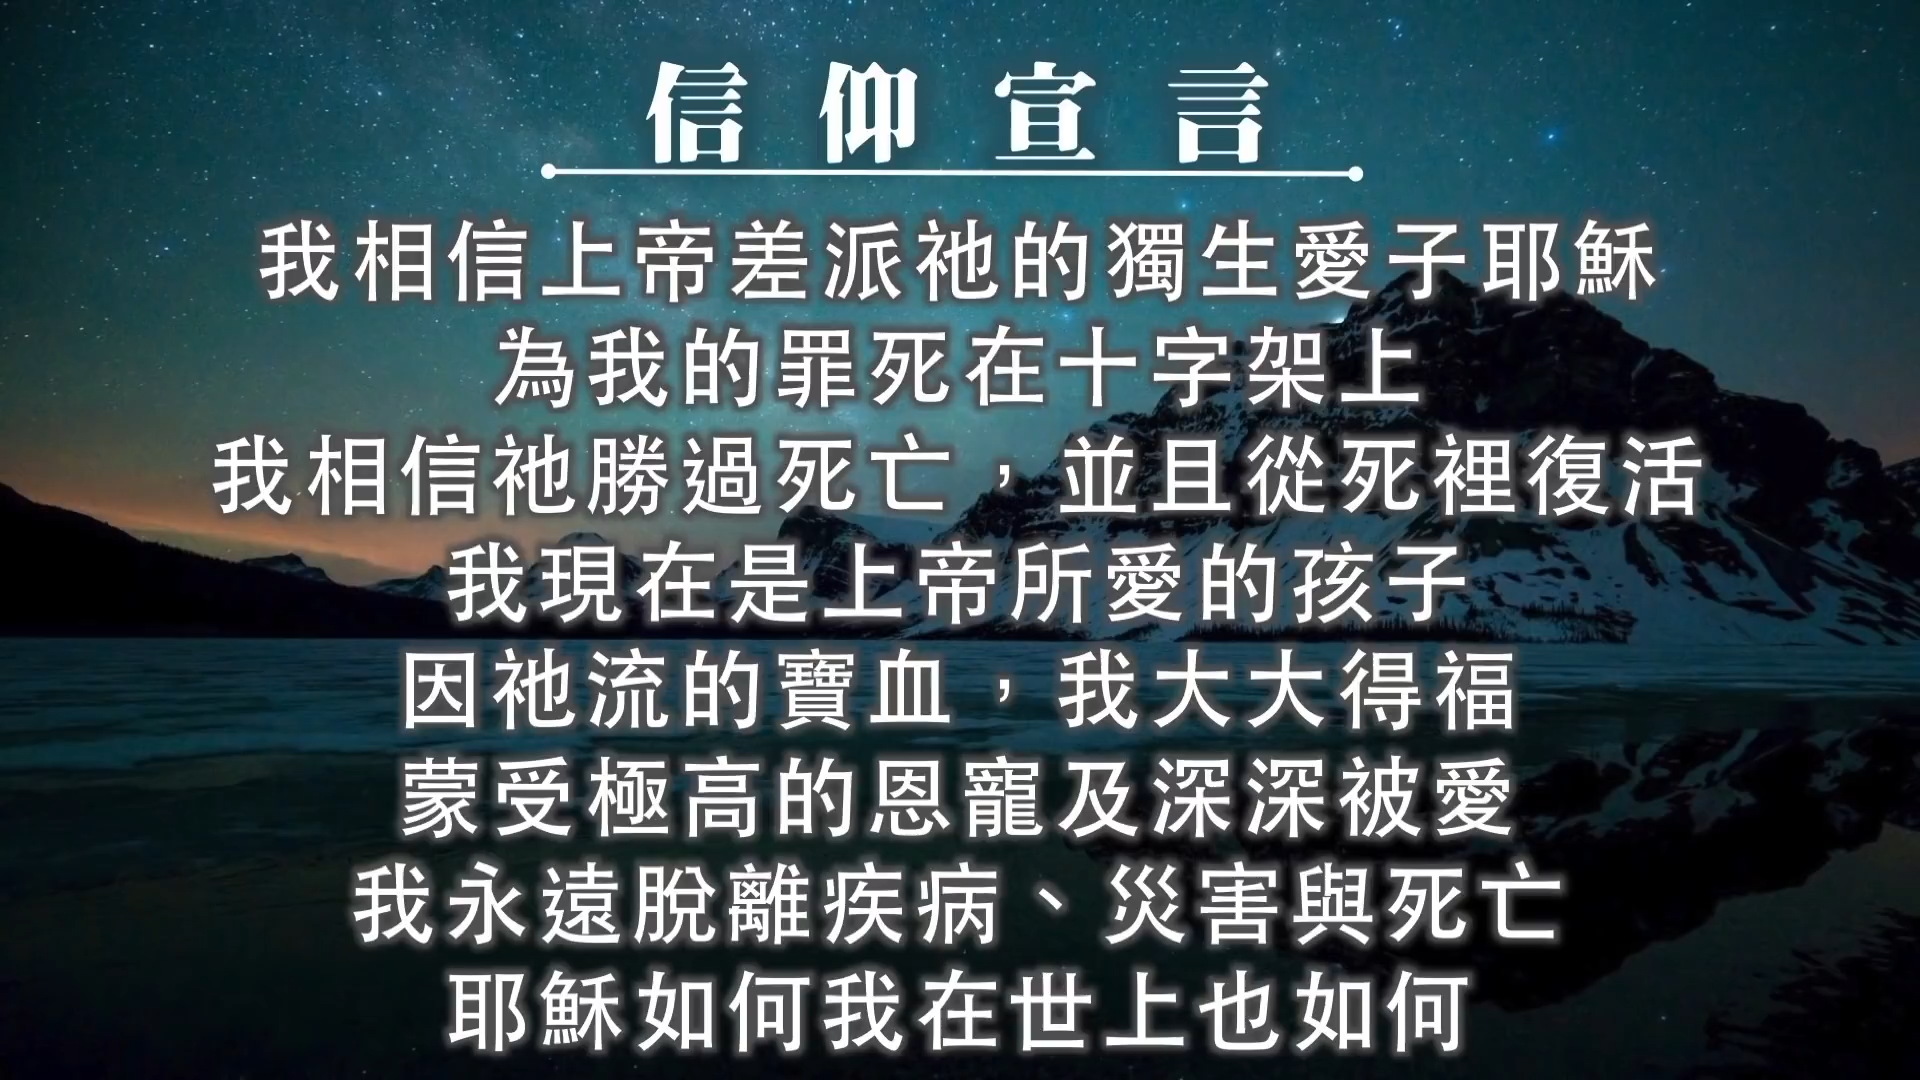 信仰宣言
我相信上帝差派祂的獨生愛子耶穌
為我的罪死在十字架上
我相信祂勝過死亡，並且從死裡復活
我現在是上帝所愛的孩子
因祂流的寶血，我大大得福
蒙受極高的恩寵及深深被愛
我永遠脫離疾病、災害與死亡
耶穌如何我在世上也如何